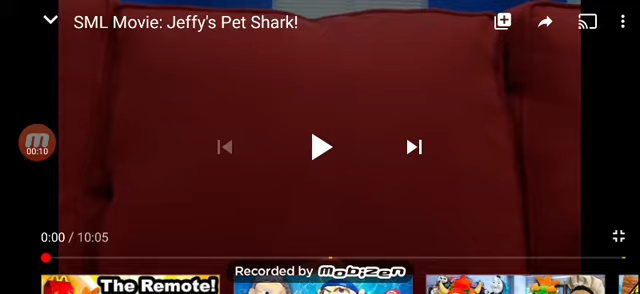 SML Movie: Jeffy's Pet Shark!
00:10
0:00 / 10:05
Recorded by mobizen
The Remote!